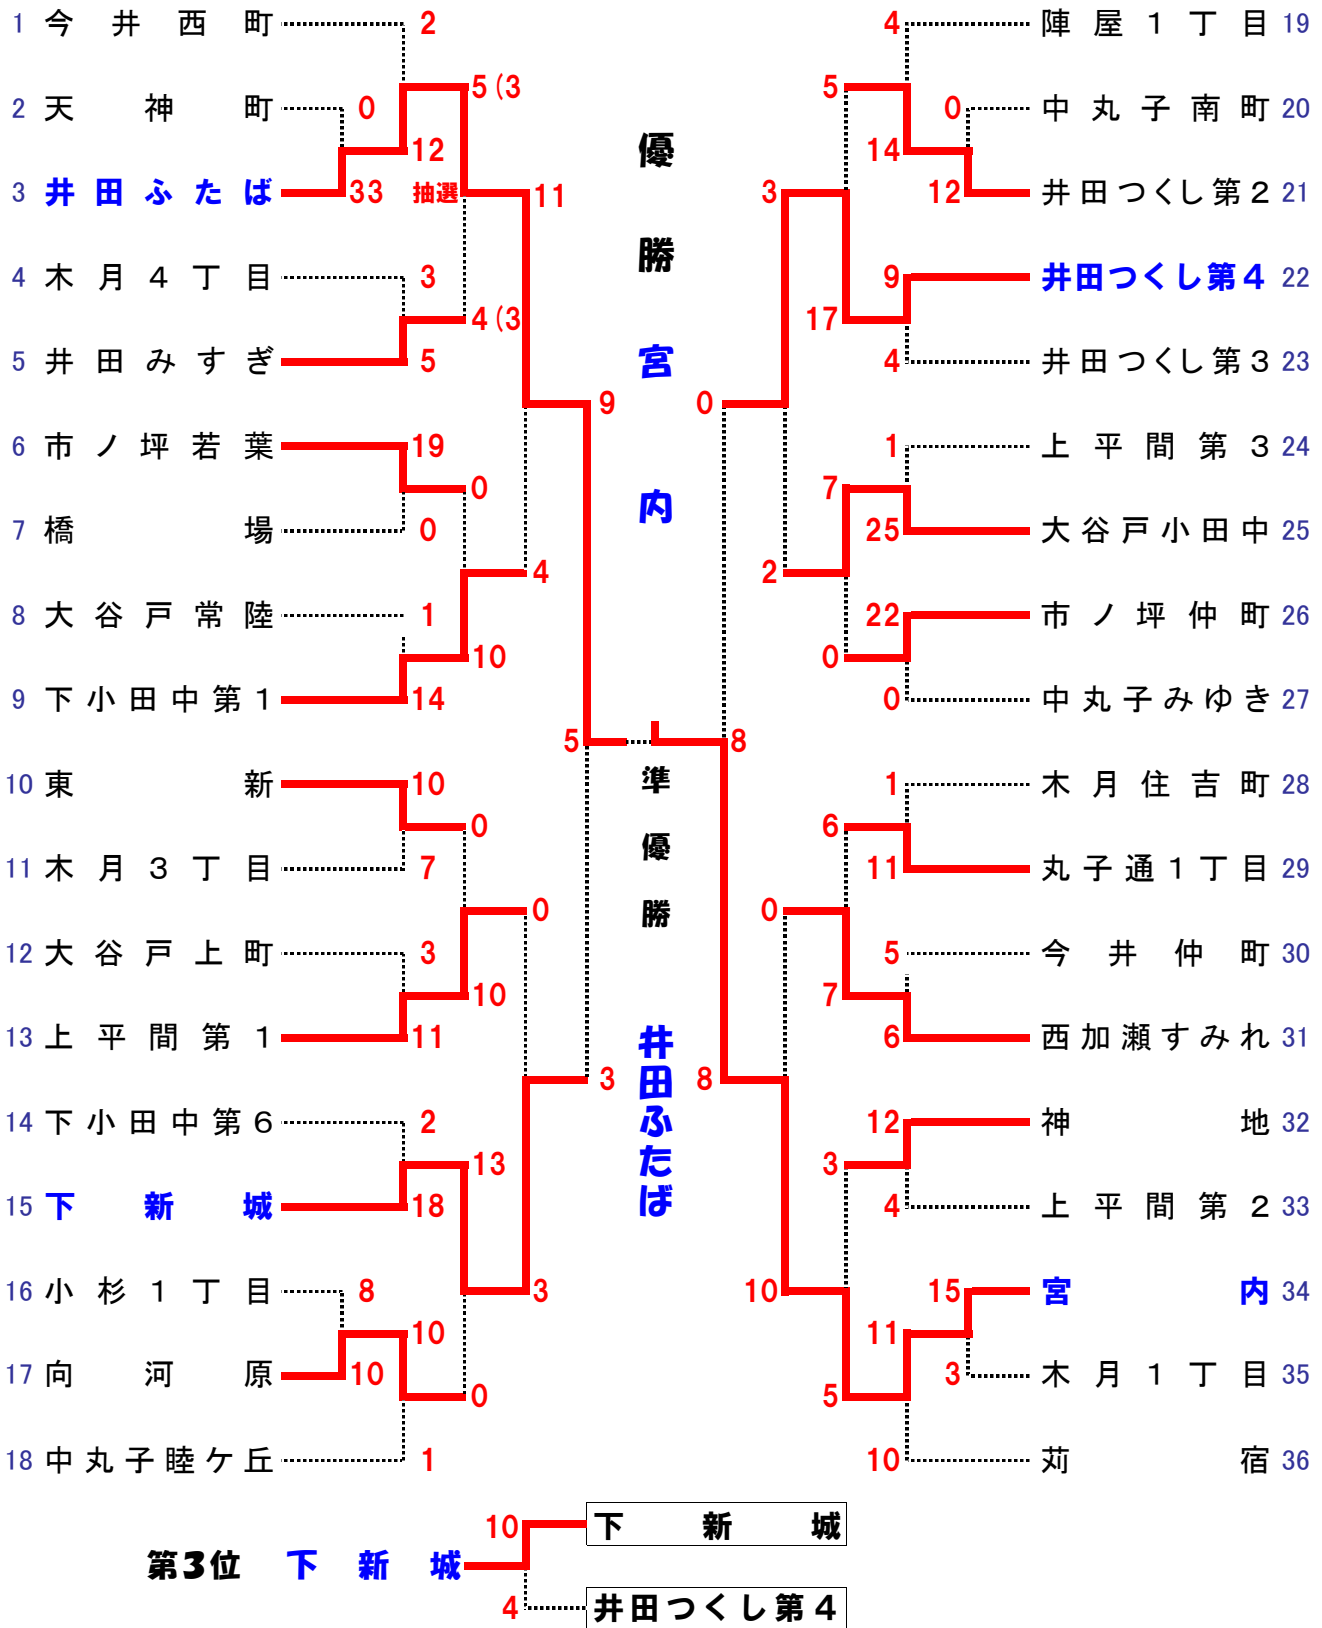 1 今井西町 2 4 陣屋1丁目 19
5(3 5
2 天神町 0 0 中丸子南町 20
12 14
3 井田ふたば 33 抽選 11 3 12 井田つくし第2 21
4 木月4丁目 3 9 井田つくし第4 22
4(3 17
5 井田みすぎ 5 4 井田つくし第3 23
9 0
6 市ノ坪若葉 19 1 上平間第3 24
0 7
7 橋場 0 25 大谷戸小田中 25
4 2
8 大谷戸常陸 1 22 市ノ坪仲町 26
10 0
9 下小田中第1 14 0 中丸子みゆき 27
5 8
10 東新 10 1 木月住吉町 28
0 6
11 木月3丁目 7 11 丸子通1丁目 29
0 0
12 大谷戸上町 3 5 今井仲町 30
10 7
13 上平間第1 11 6 西加瀬すみれ 31
3 8
14 下小田中第6 2 12 神地 32
13 3
15 下新城 18 4 上平間第2 33
16 小杉1丁目 8 3 10 15 宮内 34
10 11
17 向河原 10 3 木月1丁目 35
0 5
18 中丸子睦ケ丘 1 10 苅宿 36
優勝 宮内
準優勝 井田ふたば
10 下新城
第3位 下新城
4 井田つくし第4